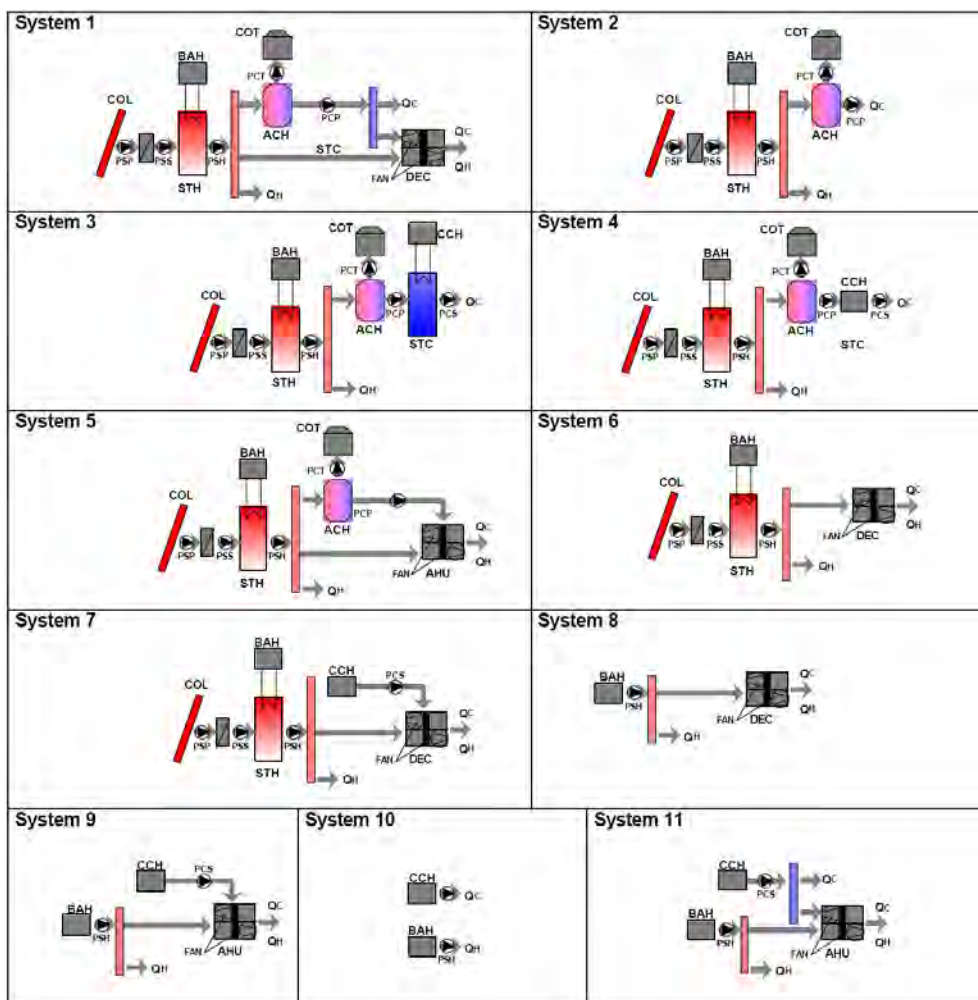 System 1
COT
BAH
PCT
COL
QC
PCP
ACH
QC
PSP
PSS
PSH
STC
STH
FAN
DEC
QH
QH
System 2
COT
BAH
PCT
COL
QC
PCP
ACH
PSP
PSS
PSH
STH
QH
System 3
COT
CCH
BAH
PCT
COL
QC
PCP
PCS
ACH
PSP
PSS
PSH
STC
STH
QH
System 4
COT
BAH
PCT
CCH
COL
QC
PCP
PCS
ACH
PSP
PSS
PSH
STC
STH
QH
System 5
COT
BAH
PCT
COL
PCP
ACH
QC
PSP
PSS
PSH
QH
STH
FAN
AHU
QH
System 6
BAH
COL
QC
QH
PSP
PSS
PSH
FAN
DEC
STH
QH
System 7
BAH
CCH
PCS
COL
QC
QH
PSP
PSS
PSH
FAN
DEC
STH
QH
System 8
BAH
QC
PSH
QH
FAN
DEC
QH
System 9
CCH
PCS
BAH
QC
PSH
QH
FAN
AHU
QH
System 10
CCH
QC
BAH
QH
PSH
System 11
CCH
QC
PCS
BAH
QC
PSH
QH
FAN
AHU
QH